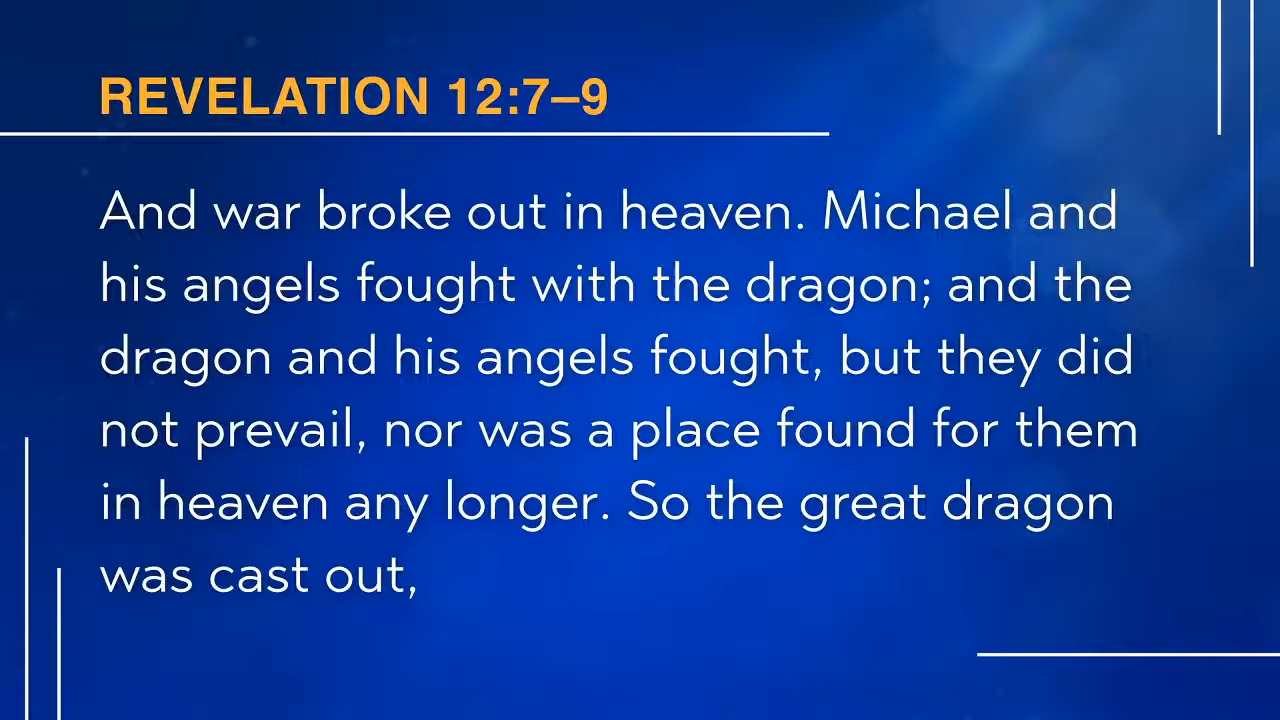 REVELATION 12:7–9
And war broke out in heaven. Michael and
his angels fought with the dragon; and the
dragon and his angels fought, but they did
not prevail, nor was a place found for them
in heaven any longer. So the great dragon
was cast out,